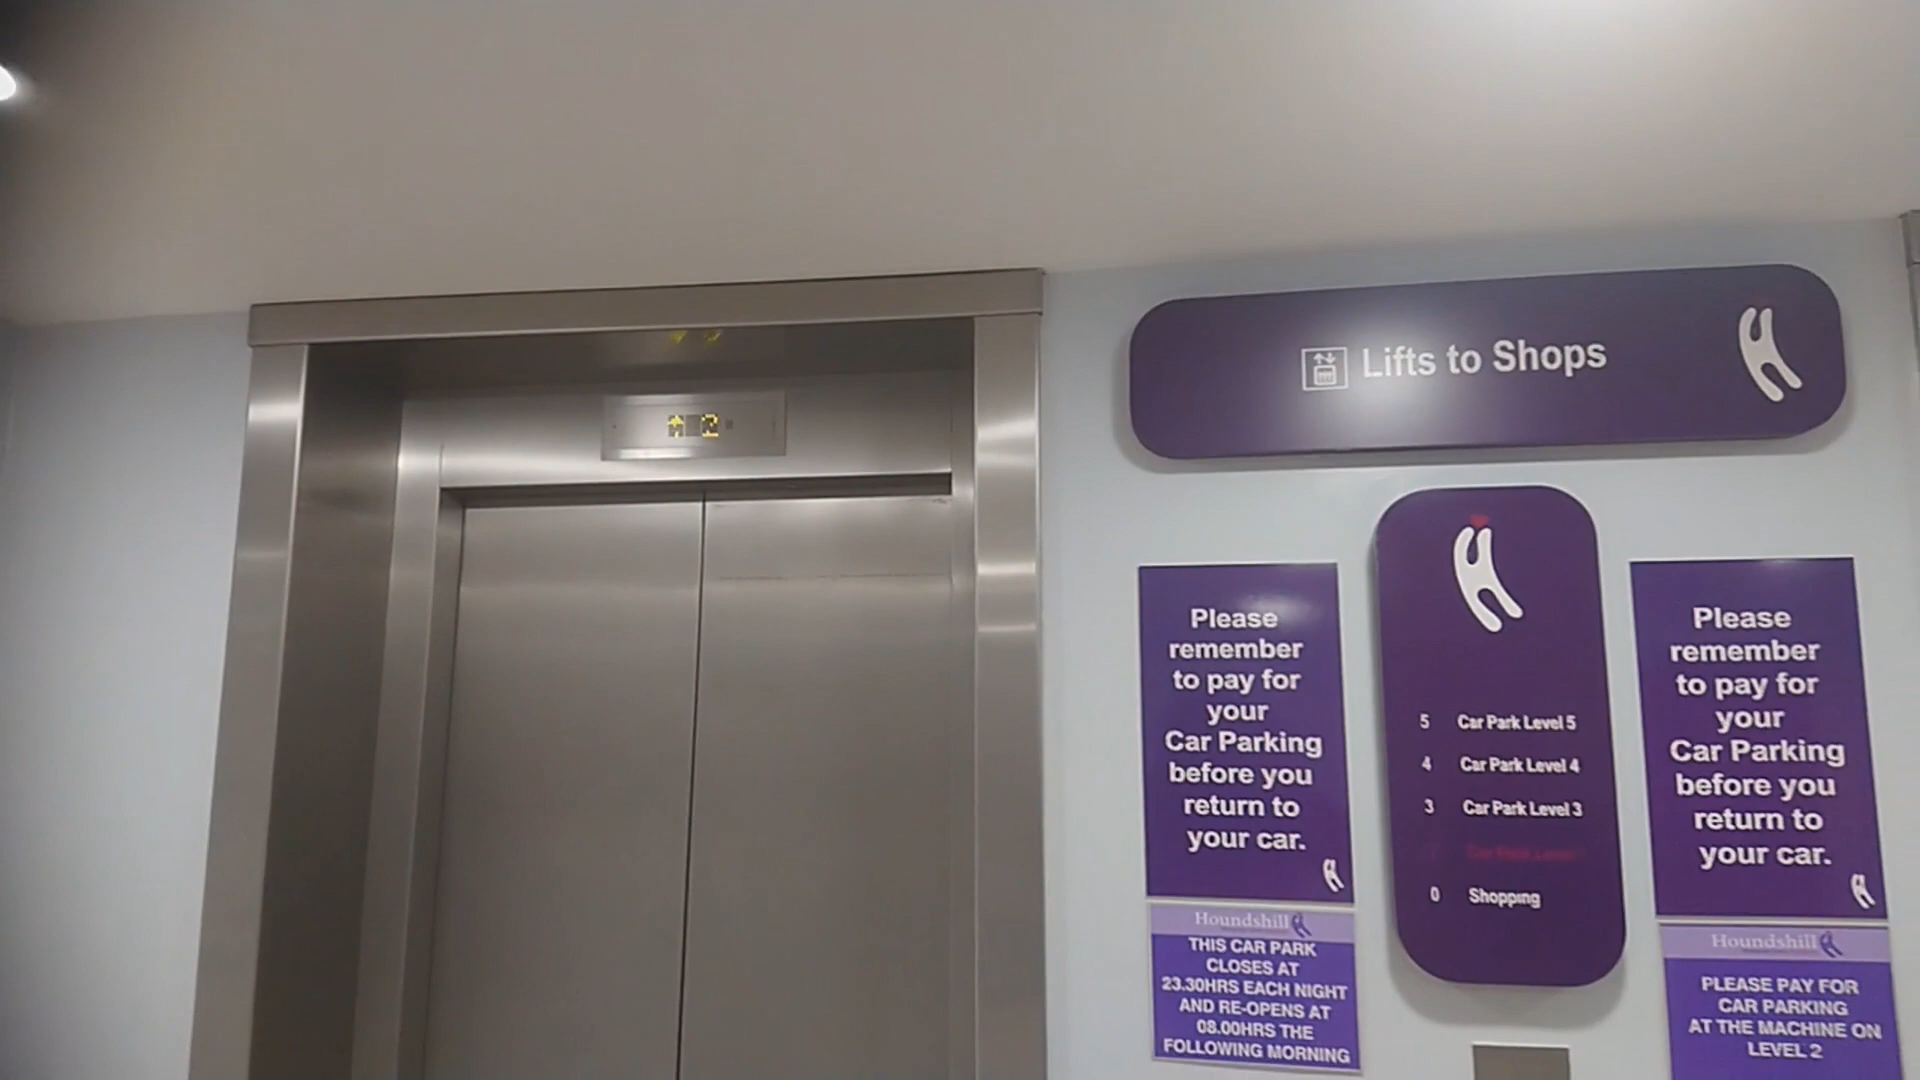 2
Lifts to Shops
Please
remember
to pay for
your
Car Parking
before you
return to
your car.
Houndshill
THIS CAR PARK
CLOSES AT
23.30HRS EACH NIGHT
AND RE-OPENS AT
08.00HRS THE
FOLLOWING MORNING
5 Car Park Level 5
4 Car Park Level 4
3 Car Park Level 3
Car Park Level
0 Shopping
Please
remember
to pay for
your
Car Parking
before you
return to
your car.
Houndshill
PLEASE PAY FOR
CAR PARKING
AT THE MACHINE ON
LEVEL 2